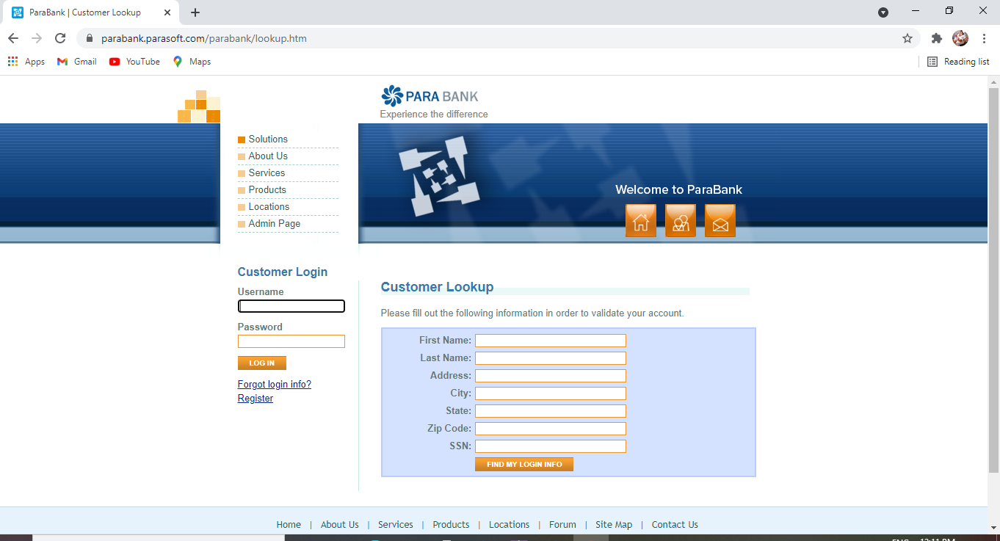 ParaBank | Customer Lookup
parabank.parasoft.com/parabank/lookup.htm
Apps Gmail YouTube Maps Reading list
PARA BANK
Experience the difference
Solutions
About Us
Services
Products
Locations
Admin Page
Welcome to ParaBank
Customer Login
Username
Password
LOG IN
Forgot login info?
Register
Customer Lookup
Please fill out the following information in order to validate your account.
First Name:
Last Name:
Address:
City:
State:
Zip Code:
SSN:
FIND MY LOGIN INFO
Home | About Us | Services | Products | Locations | Forum | Site Map | Contact Us